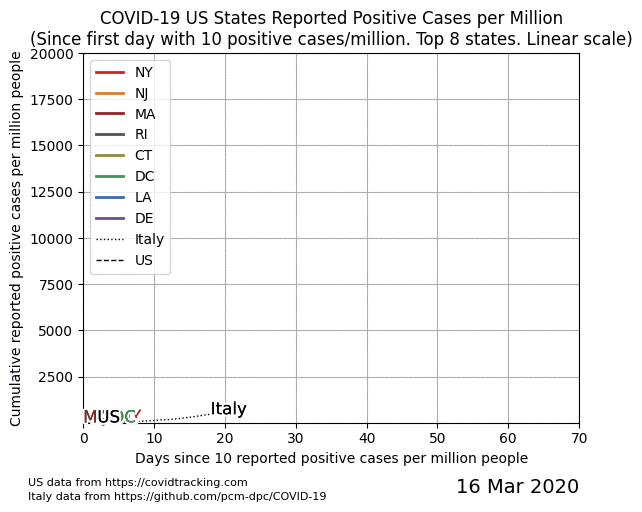 COVID-19 US States Reported Positive Cases per Million
(Since first day with 10 positive cases/million. Top 8 states. Linear scale)
Cumulative reported positive cases per million people
20000
17500
15000
12500
10000
7500
5000
2500
NY
NJ
MA
RI
CT
DC
LA
DE
Italy
US
US
Italy
0 10 20 30 40 50 60 70
Days since 10 reported positive cases per million people
US data from https://covidtracking.com
Italy data from https://github.com/pcm-dpc/COVID-19
16 Mar 2020